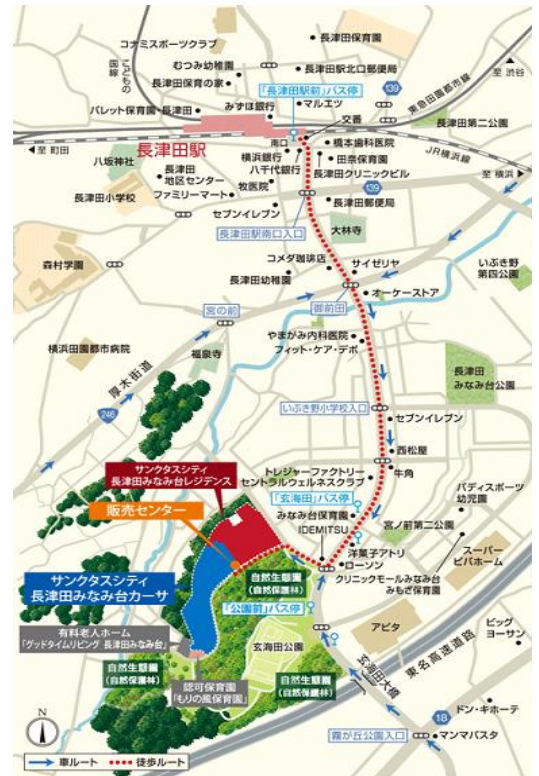 コナミスポーツクラブ
長津田保育園
こどもの国線
むつみ幼稚園
長津田駅北口郵便局
長津田保育の家
「長津田駅前」バス停
139
東急田園都市線
至 渋谷
パレット保育園・長津田
みずほ銀行
マルエツ
交番
長津田第二公園
至 町田
南口
橋本歯科医院
JR横浜線
長津田駅
横浜銀行
田奈保育園
八坂神社
八千代銀行
長津田クリニックビル
至 横浜
長津田地区センター
牧医院
139
長津田小学校
ファミリーマート
長津田郵便局
セブンイレブン
大林寺
長津田駅南口入口
コメダ珈琲店
サイゼリヤ
いぶき野第四公園
森村学園
長津田幼稚園
オーケーストア
宮の前
御前田
やまがみ内科医院
フィット・ケア・デポ
横浜田園都市病院
福泉寺
長津田みなみ台公園
厚木街道
246
いぶき野小学校入口
セブンイレブン
西松屋
サンクタスシティ
長津田みなみ台レジデンス
トレジャーファクトリー
牛角
セントラルウェルネスクラブ
バディスポーツ幼児園
「玄海田」バス停
販売センター
みなみ台保育園
宮ノ前第二公園
IDEMITSU
洋菓子アトリ
スーパービバホーム
サンクタスシティ
長津田みなみ台カーサ
ローソン
自然生態園
(自然保護林)
クリニックモールみなみ台
みもざ保育園
「公園前」バス停
有料老人ホーム
「グッドタイムリビング 長津田みなみ台」
アピタ
ビッグヨーサン
玄海田公園
東名高速道路
自然生態園
(自然保護林)
認可保育園
「もりの風保育園」
自然生態園
(自然保護林)
玄海田大橋
18
ドン・キホーテ
霧が丘公園入口
マンマパスタ
N
車ルート
徒歩ルート